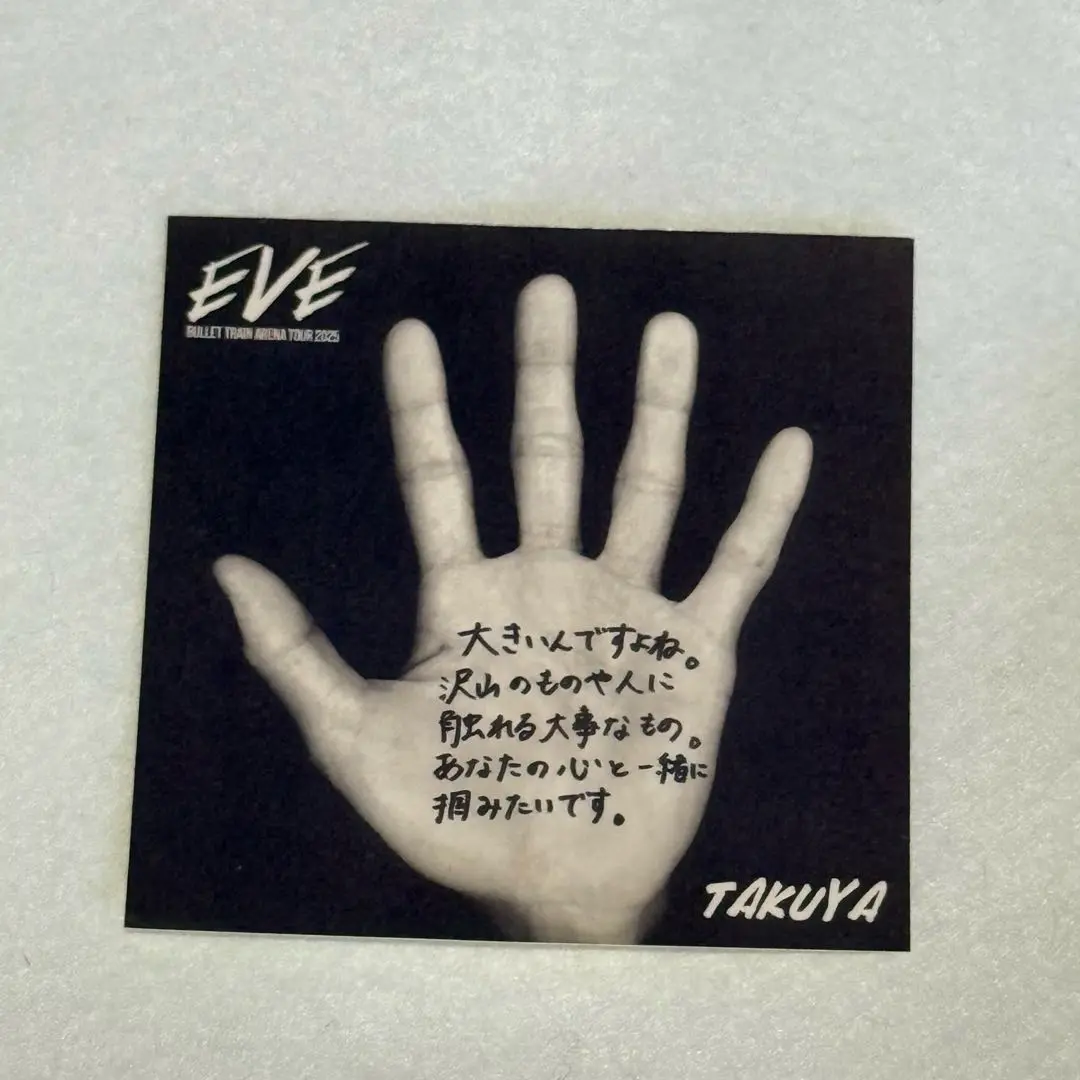 EVE
BULLET TRAIN ARENA TOUR 2025
大きいんですよね。
沢山のものや人に
触れる大事なもの。
あなたの心と一緒に
掴みたいです。
TAKUYA